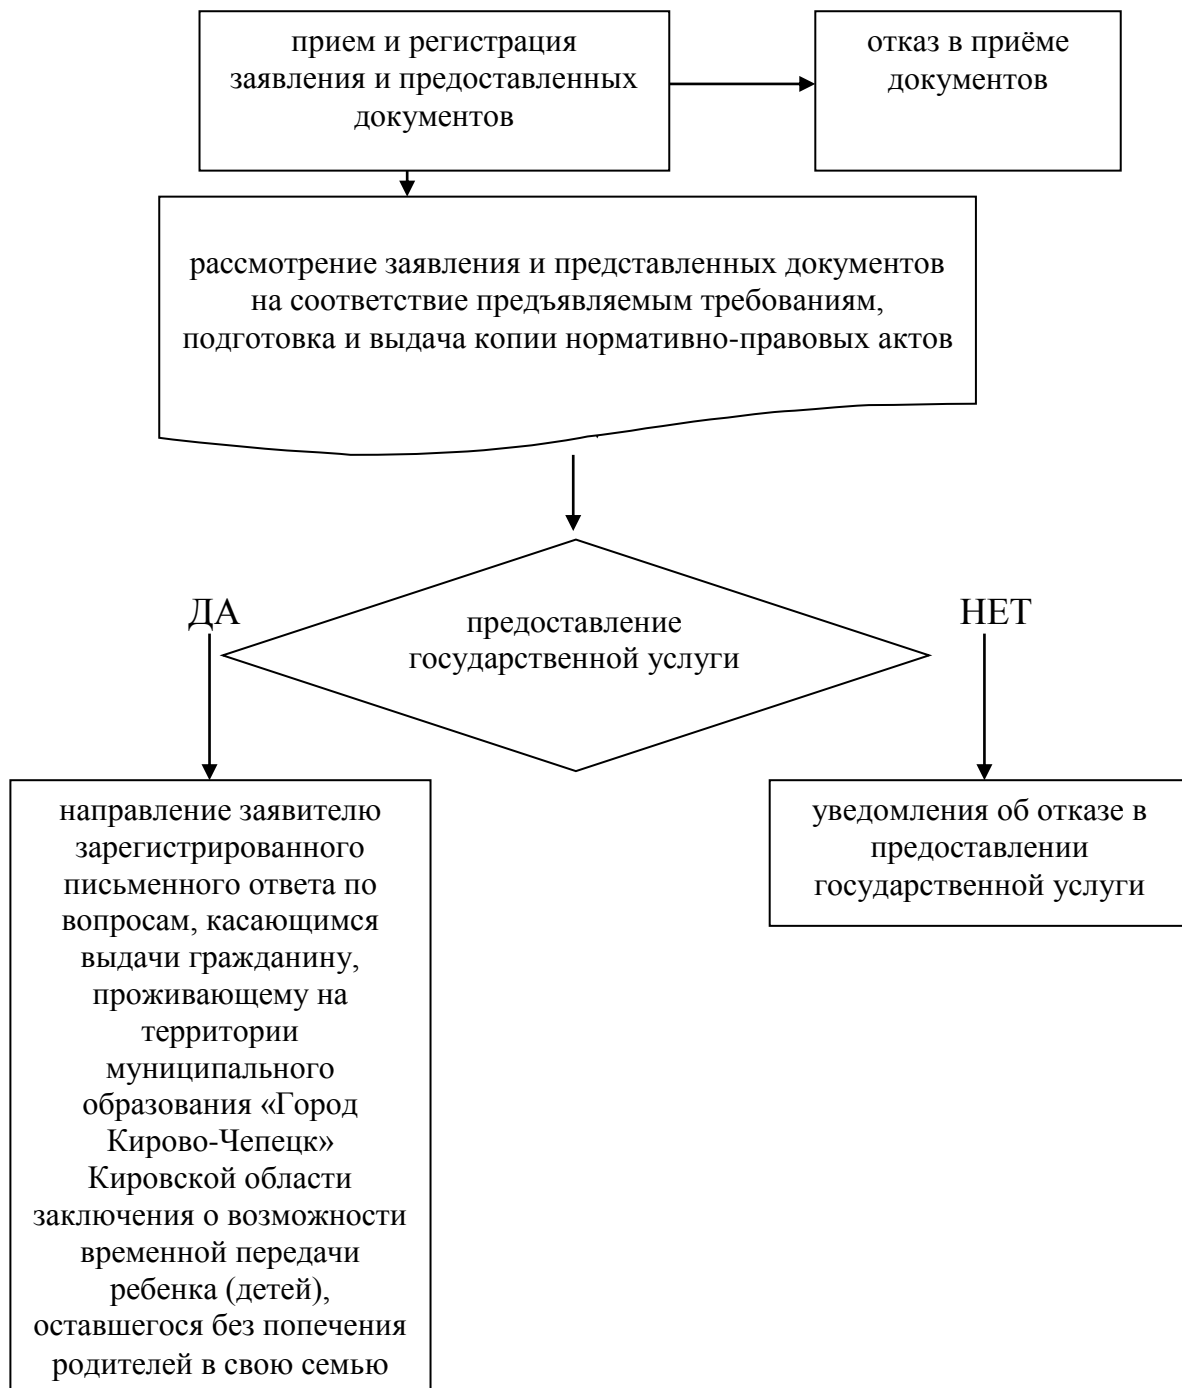 прием и регистрация
заявления и предоставленных
документов
отказ в приёме
документов
рассмотрение заявления и представленных документов
на соответствие предъявляемым требованиям,
подготовка и выдача копии нормативно-правовых актов
ДА
предоставление
государственной услуги
НЕТ
направление заявителю
зарегистрированного
письменного ответа по
вопросам, касающимся
выдачи гражданину,
проживающему на
территории
муниципального
образования «Город
Кирово-Чепецк»
Кировской области
заключения о возможности
временной передачи
ребенка (детей),
оставшегося без попечения
родителей в свою семью
уведомления об отказе в
предоставлении
государственной услуги